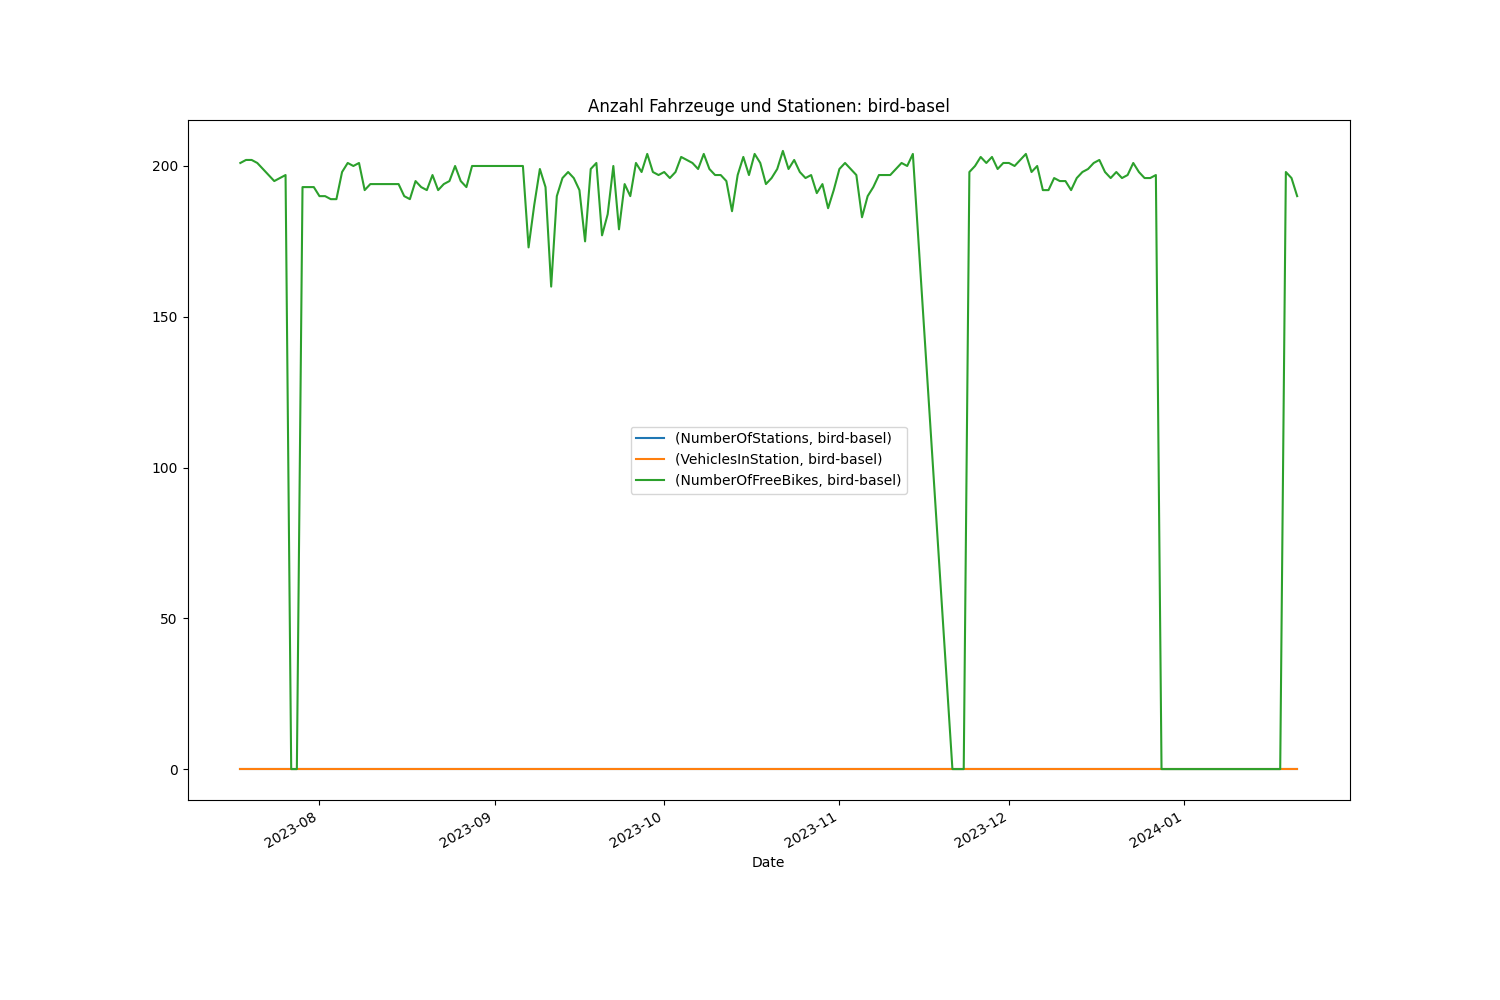 Anzahl Fahrzeuge und Stationen: bird-basel
200
150
100
50
0
(NumberOfStations, bird-basel)
(VehiclesInStation, bird-basel)
(NumberOfFreeBikes, bird-basel)
2023-08
2023-09
2023-10
2023-11
2023-12
2024-01
Date